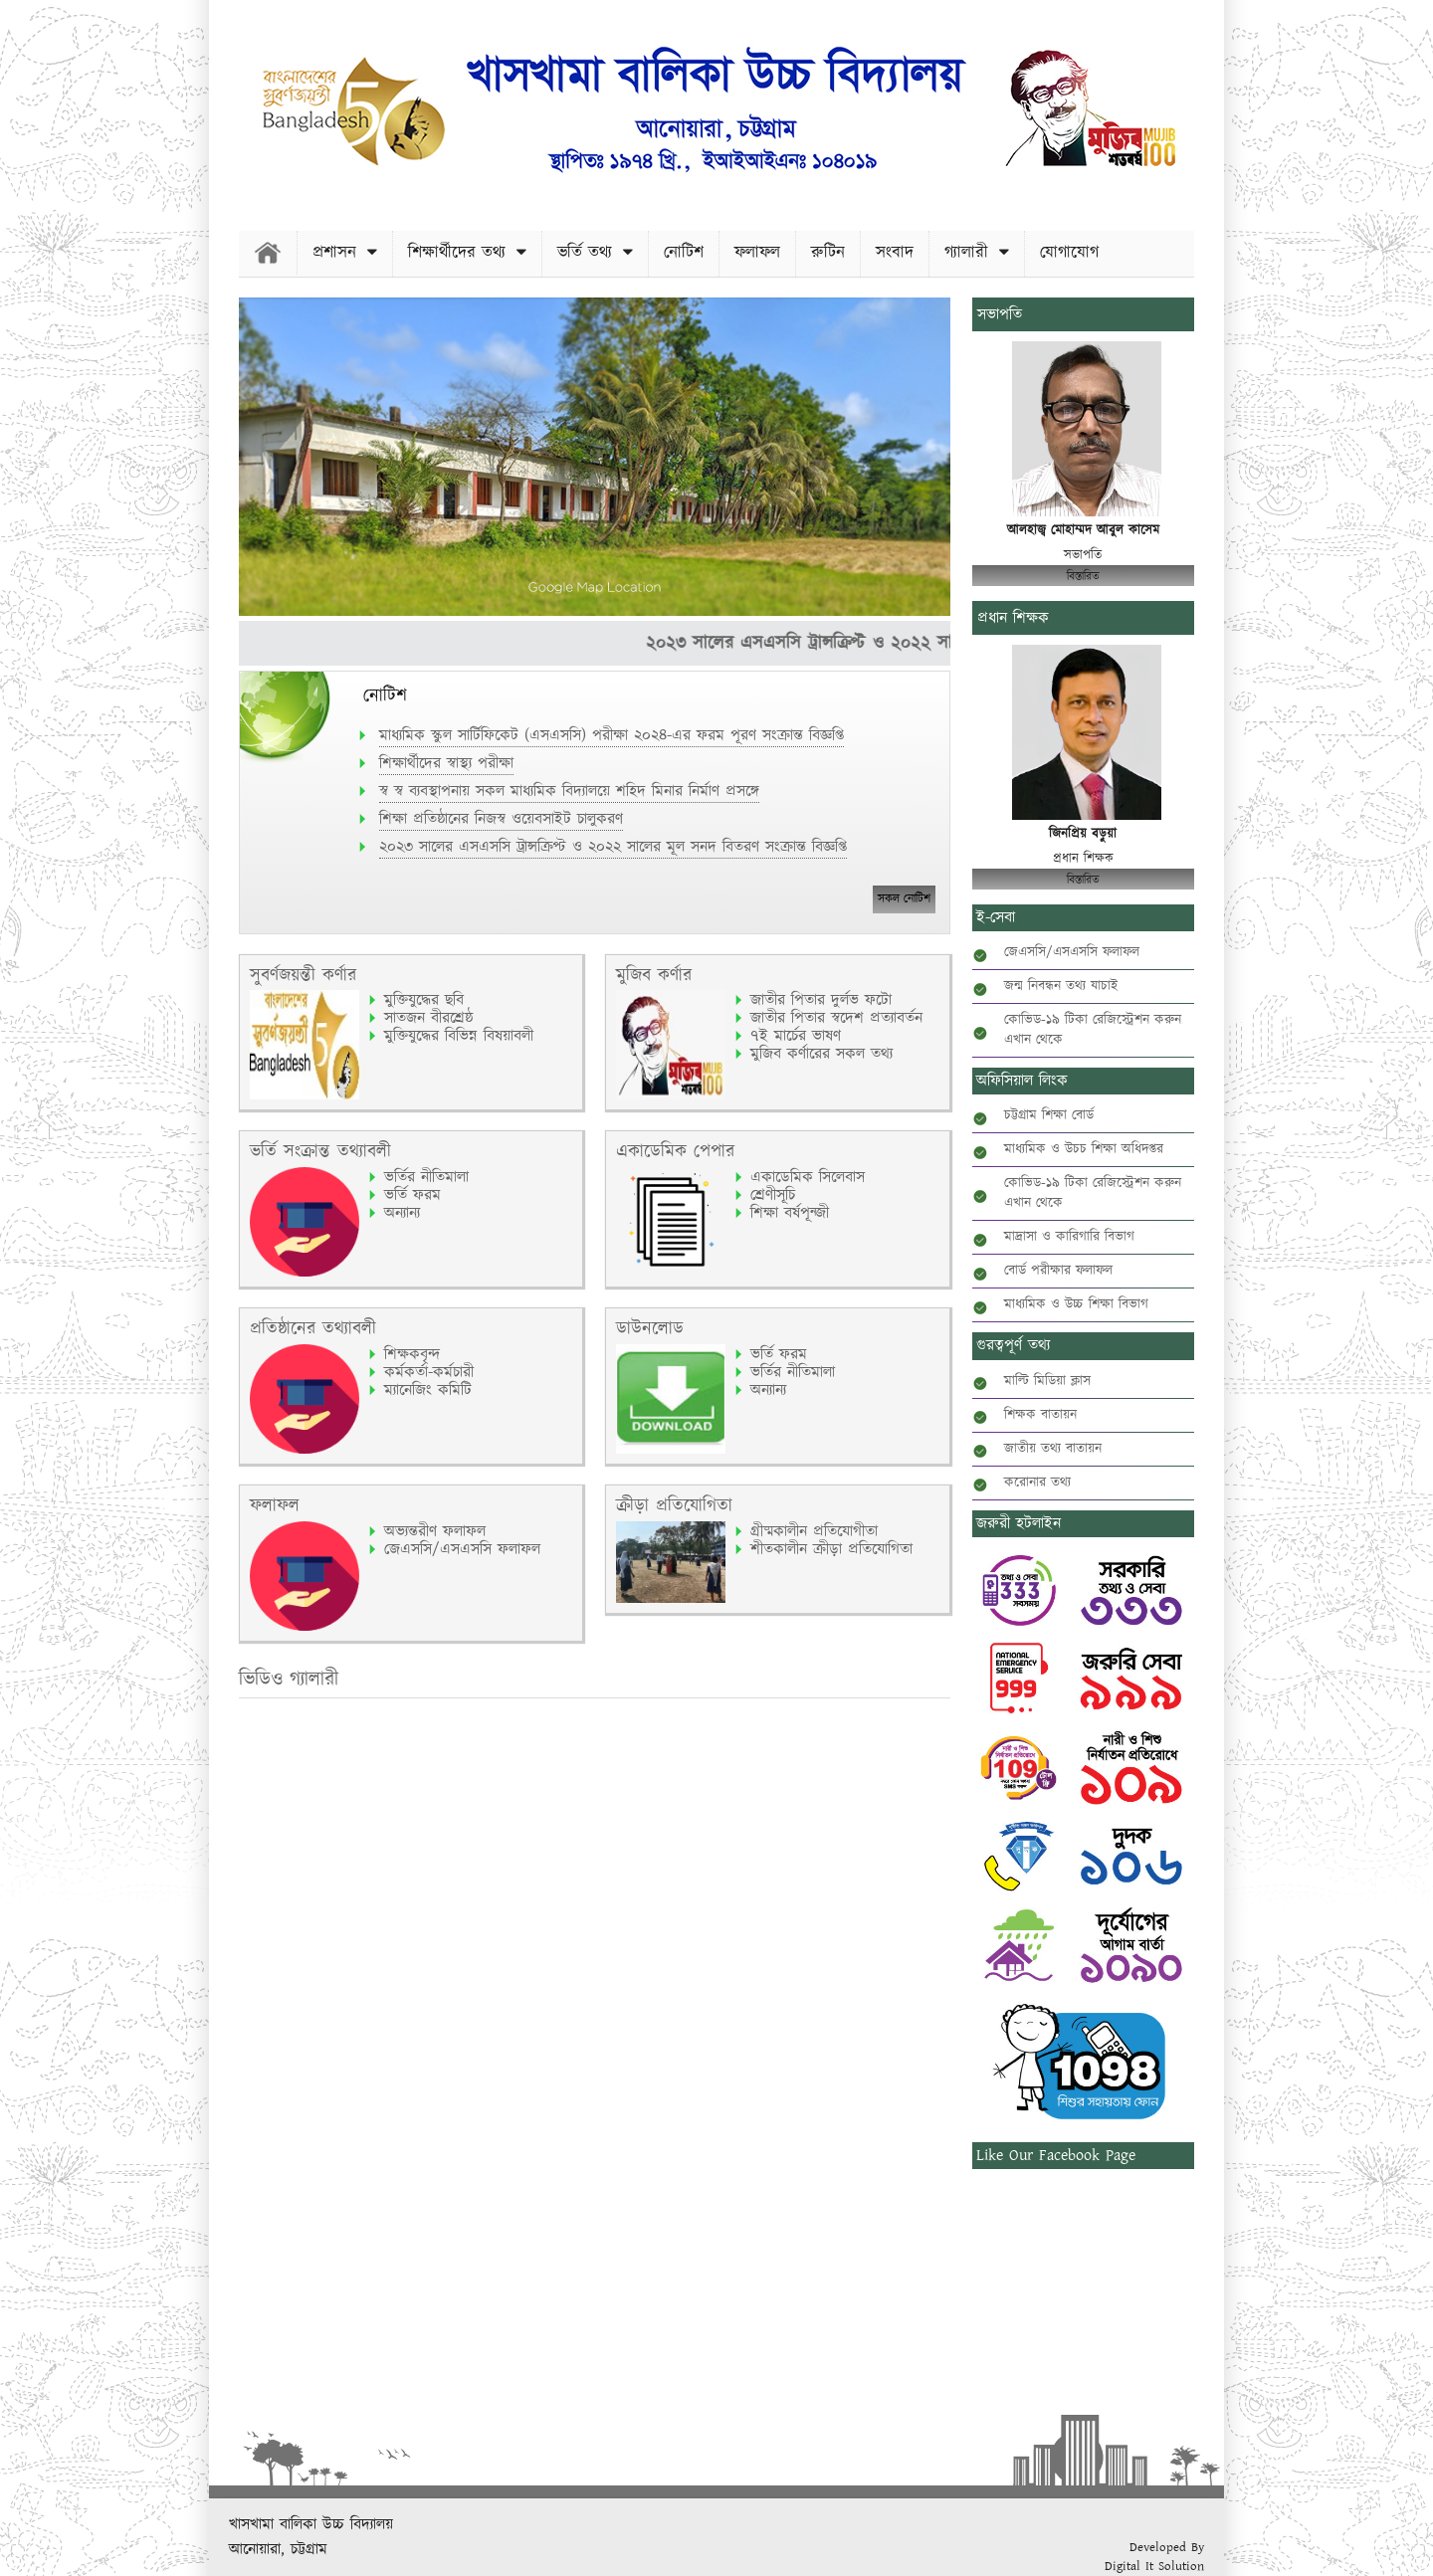 বাংলাদেশের
সুবর্ণজয়ন্তী
Bangladesh 50
খাসখামা বালিকা উচ্চ বিদ্যালয়
আনোয়ারা, চট্টগ্রাম
স্থাপিতঃ ১৯৭৪ খ্রি., ইআইআইএনঃ ১০৪০১৯
মুজিব শতবর্ষ MUJIB 100
প্রশাসন শিক্ষার্থীদের তথ্য ভর্তি তথ্য নোটিশ ফলাফল রুটিন সংবাদ গ্যালারী যোগাযোগ
Google Map Location
২০২৩ সালের এসএসসি ট্রান্সক্রিপ্ট ও ২০২২ সা
নোটিশ
মাধ্যমিক স্কুল সার্টিফিকেট (এসএসসি) পরীক্ষা ২০২৪-এর ফরম পূরণ সংক্রান্ত বিজ্ঞপ্তি
শিক্ষার্থীদের স্বাস্থ্য পরীক্ষা
স্ব স্ব ব্যবস্থাপনায় সকল মাধ্যমিক বিদ্যালয়ে শহিদ মিনার নির্মাণ প্রসঙ্গে
শিক্ষা প্রতিষ্ঠানের নিজস্ব ওয়েবসাইট চালুকরণ
২০২৩ সালের এসএসসি ট্রান্সক্রিপ্ট ও ২০২২ সালের মূল সনদ বিতরণ সংক্রান্ত বিজ্ঞপ্তি
সকল নোটিশ
সুবর্ণজয়ন্তী কর্ণার
বাংলাদেশের
সুবর্ণজয়ন্তী
Bangladesh 50
মুক্তিযুদ্ধের ছবি
সাতজন বীরশ্রেষ্ঠ
মুক্তিযুদ্ধের বিভিন্ন বিষয়াবলী
মুজিব কর্ণার
মুজিব শতবর্ষ MUJIB 100
জাতীর পিতার দুর্লভ ফটো
জাতীর পিতার স্বদেশ প্রত্যাবর্তন
৭ই মার্চের ভাষণ
মুজিব কর্ণারের সকল তথ্য
ভর্তি সংক্রান্ত তথ্যাবলী
ভর্তির নীতিমালা
ভর্তি ফরম
অন্যান্য
একাডেমিক পেপার
একাডেমিক সিলেবাস
শ্রেণীসূচি
শিক্ষা বর্ষপূন্জী
প্রতিষ্ঠানের তথ্যাবলী
শিক্ষকবৃন্দ
কর্মকর্তা-কর্মচারী
ম্যানেজিং কমিটি
ডাউনলোড
DOWNLOAD
ভর্তি ফরম
ভর্তির নীতিমালা
অন্যান্য
ফলাফল
অভ্যন্তরীণ ফলাফল
জেএসসি/এসএসসি ফলাফল
ক্রীড়া প্রতিযোগিতা
গ্রীস্মকালীন প্রতিযোগীতা
শীতকালীন ক্রীড়া প্রতিযোগিতা
ভিডিও গ্যালারী
সভাপতি
আলহাজ্ব মোহাম্মদ আবুল কাসেম
সভাপতি
বিস্তারিত
প্রধান শিক্ষক
জিনপ্রিয় বড়ুয়া
প্রধান শিক্ষক
বিস্তারিত
ই-সেবা
জেএসসি/এসএসসি ফলাফল
জন্ম নিবন্ধন তথ্য যাচাই
কোভিড-১৯ টিকা রেজিস্ট্রেশন করুন
এখান থেকে
অফিসিয়াল লিংক
চট্টগ্রাম শিক্ষা বোর্ড
মাধ্যমিক ও উচচ শিক্ষা অধিদপ্তর
কোভিড-১৯ টিকা রেজিস্ট্রেশন করুন
এখান থেকে
মাদ্রাসা ও কারিগারি বিভাগ
বোর্ড পরীক্ষার ফলাফল
মাধ্যমিক ও উচ্চ শিক্ষা বিভাগ
গুরত্বপূর্ণ তথ্য
মাল্টি মিডিয়া ক্লাস
শিক্ষক বাতায়ন
জাতীয় তথ্য বাতায়ন
করোনার তথ্য
জরুরী হটলাইন
তথ্য ও সেবা
333
সবসময়
সরকারি
তথ্য ও সেবা
৩৩৩
NATIONAL
EMERGENCY
SERVICE
999
জরুরি সেবা
৯৯৯
নারী ও শিশু
নির্যাতন প্রতিরোধে
109
টোল ফ্রি
নারী ও শিশু
নির্যাতন প্রতিরোধে
১০৯
দুদক
১০৬
দূর্যোগের
আগাম বার্তা
১০৯০
1098
শিশুর সহায়তায় ফোন
Like Our Facebook Page
খাসখামা বালিকা উচ্চ বিদ্যালয়
আনোয়ারা, চট্টগ্রাম
Developed By
Digital It Solution